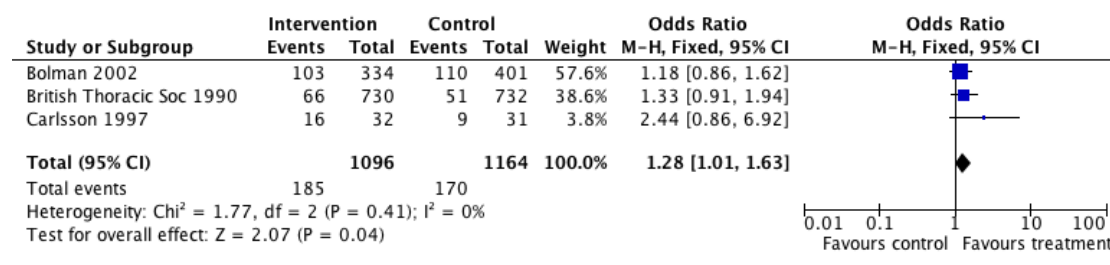 Intervention Control Odds Ratio Odds Ratio
Study or Subgroup Events Total Events Total Weight M-H, Fixed, 95% CI M-H, Fixed, 95% CI
Bolman 2002 103 334 110 401 57.6% 1.18 [0.86, 1.62]
British Thoracic Soc 1990 66 730 51 732 38.6% 1.33 [0.91, 1.94]
Carlsson 1997 16 32 9 31 3.8% 2.44 [0.86, 6.92]
Total (95% CI) 1096 1164 100.0% 1.28 [1.01, 1.63]
Total events 185 170
Heterogeneity: Chi² = 1.77, df = 2 (P = 0.41); I² = 0%
Test for overall effect: Z = 2.07 (P = 0.04)
0.01 0.1 1 10 100
Favours control Favours treatment